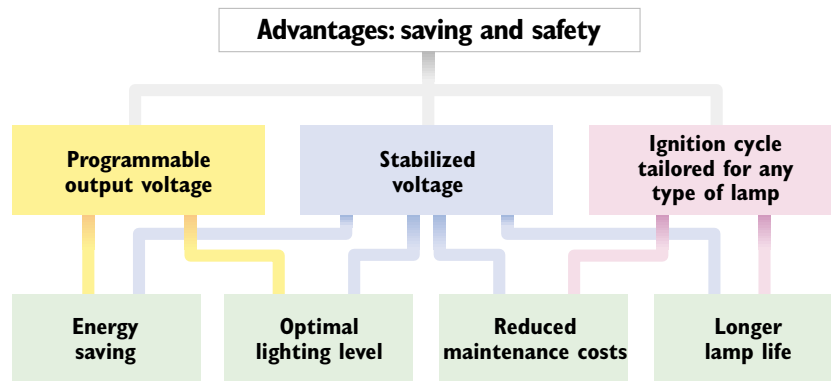 Advantages: saving and safety
Programmable
output voltage
Stabilized
voltage
Ignition cycle
tailored for any
type of lamp
Energy
saving
Optimal
lighting level
Reduced
maintenance costs
Longer
lamp life